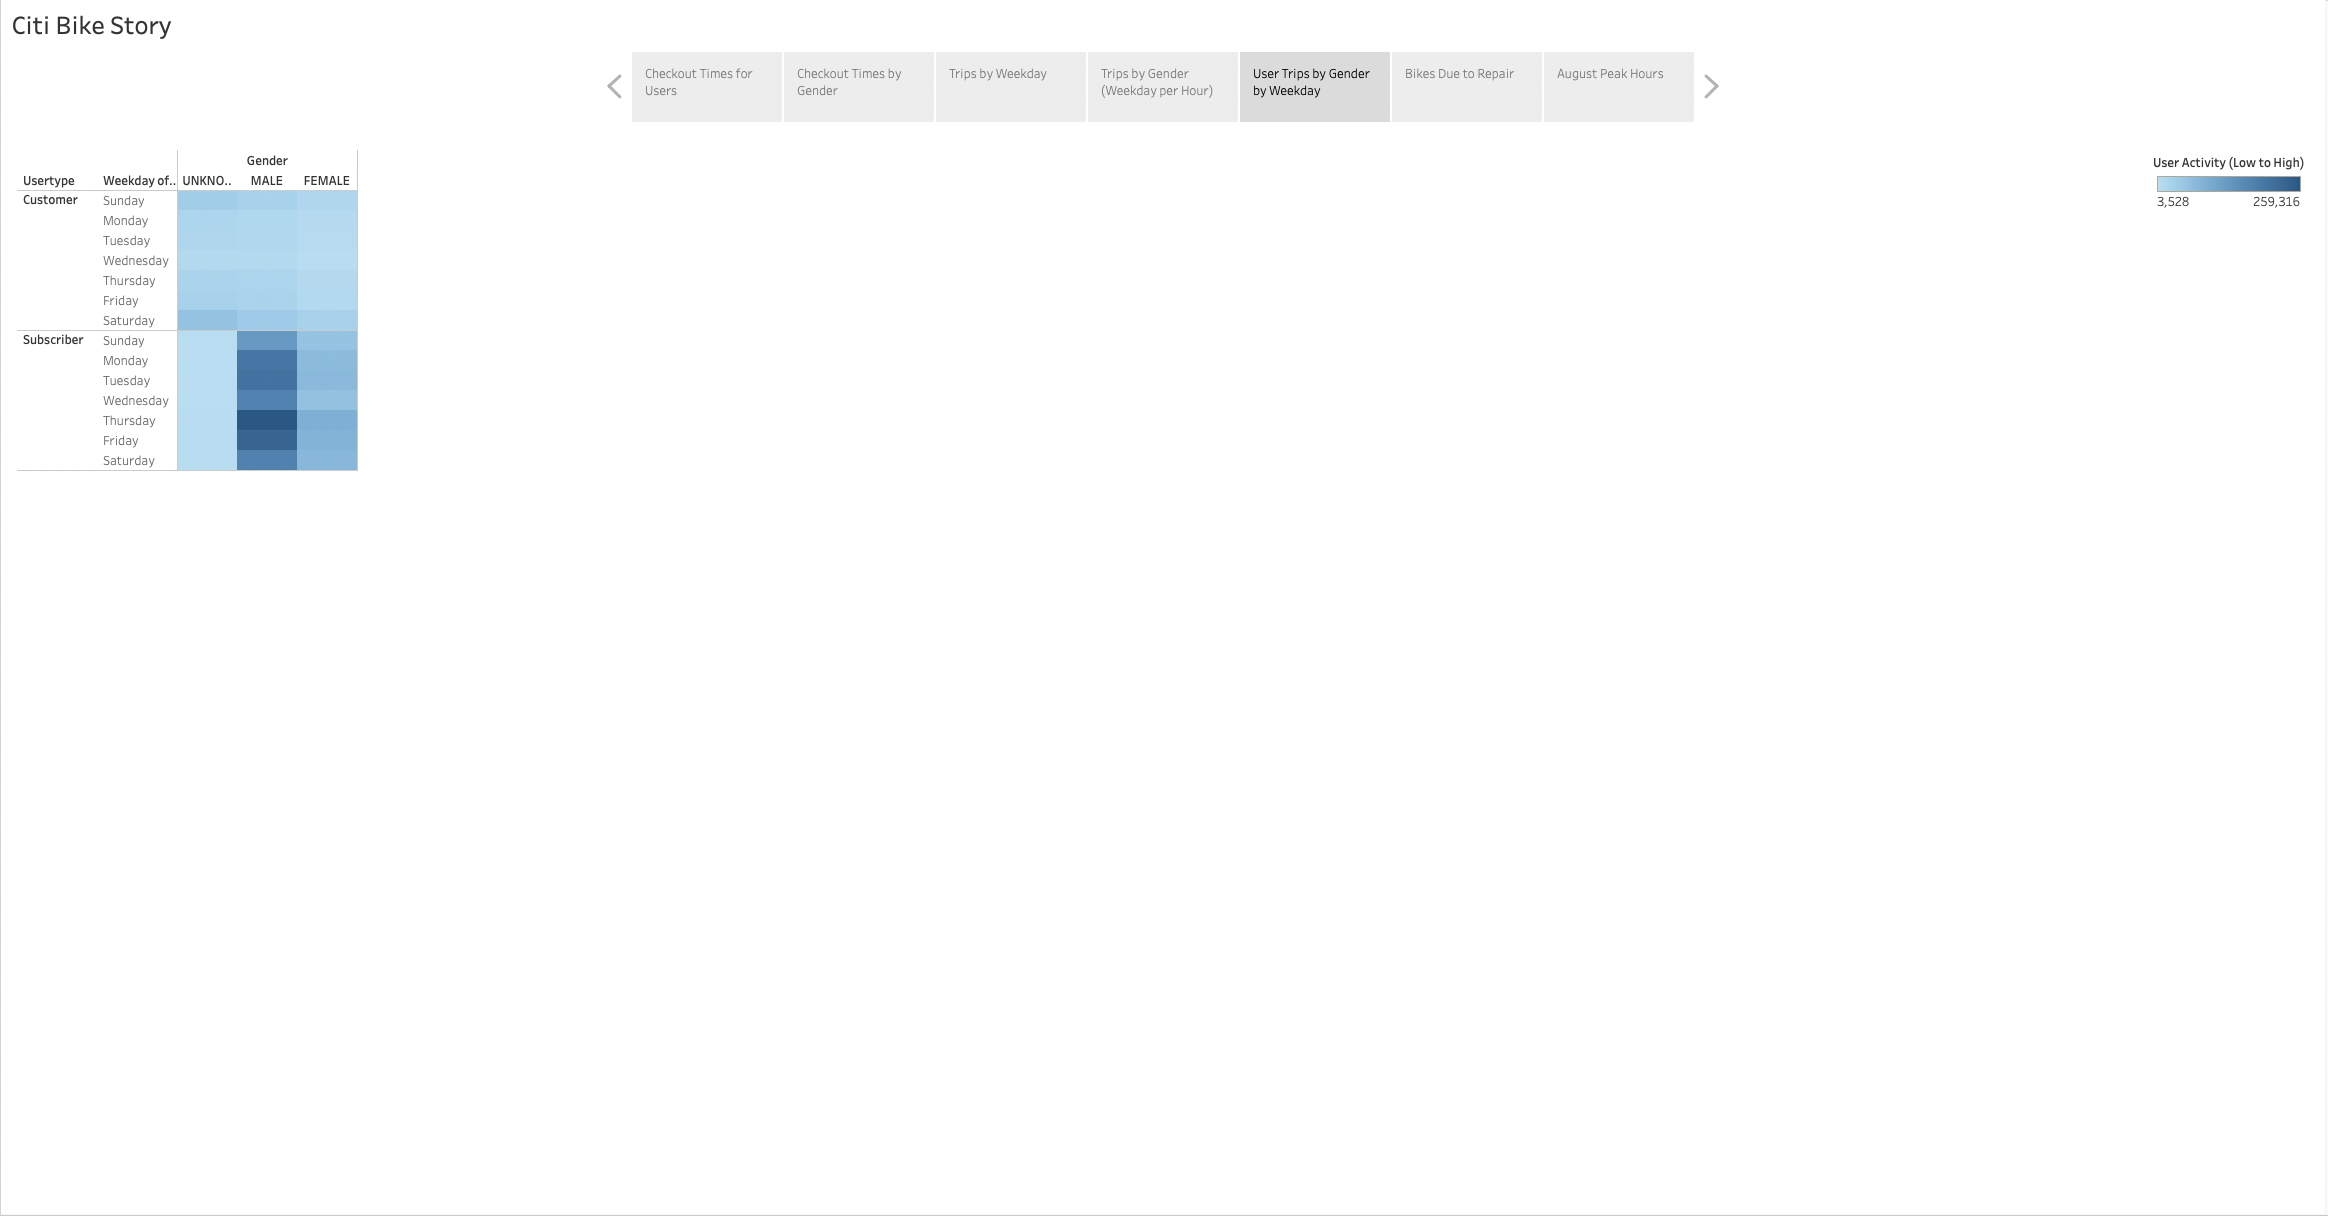 Citi Bike Story
Checkout Times for
Users
Checkout Times by
Gender
Trips by Weekday
Trips by Gender
(Weekday per Hour)
User Trips by Gender
by Weekday
Bikes Due to Repair
August Peak Hours
Gender
Usertype Weekday of.. UNKNO.. MALE FEMALE
Customer Sunday
Monday
Tuesday
Wednesday
Thursday
Friday
Saturday
Subscriber Sunday
Monday
Tuesday
Wednesday
Thursday
Friday
Saturday
User Activity (Low to High)
3,528 259,316